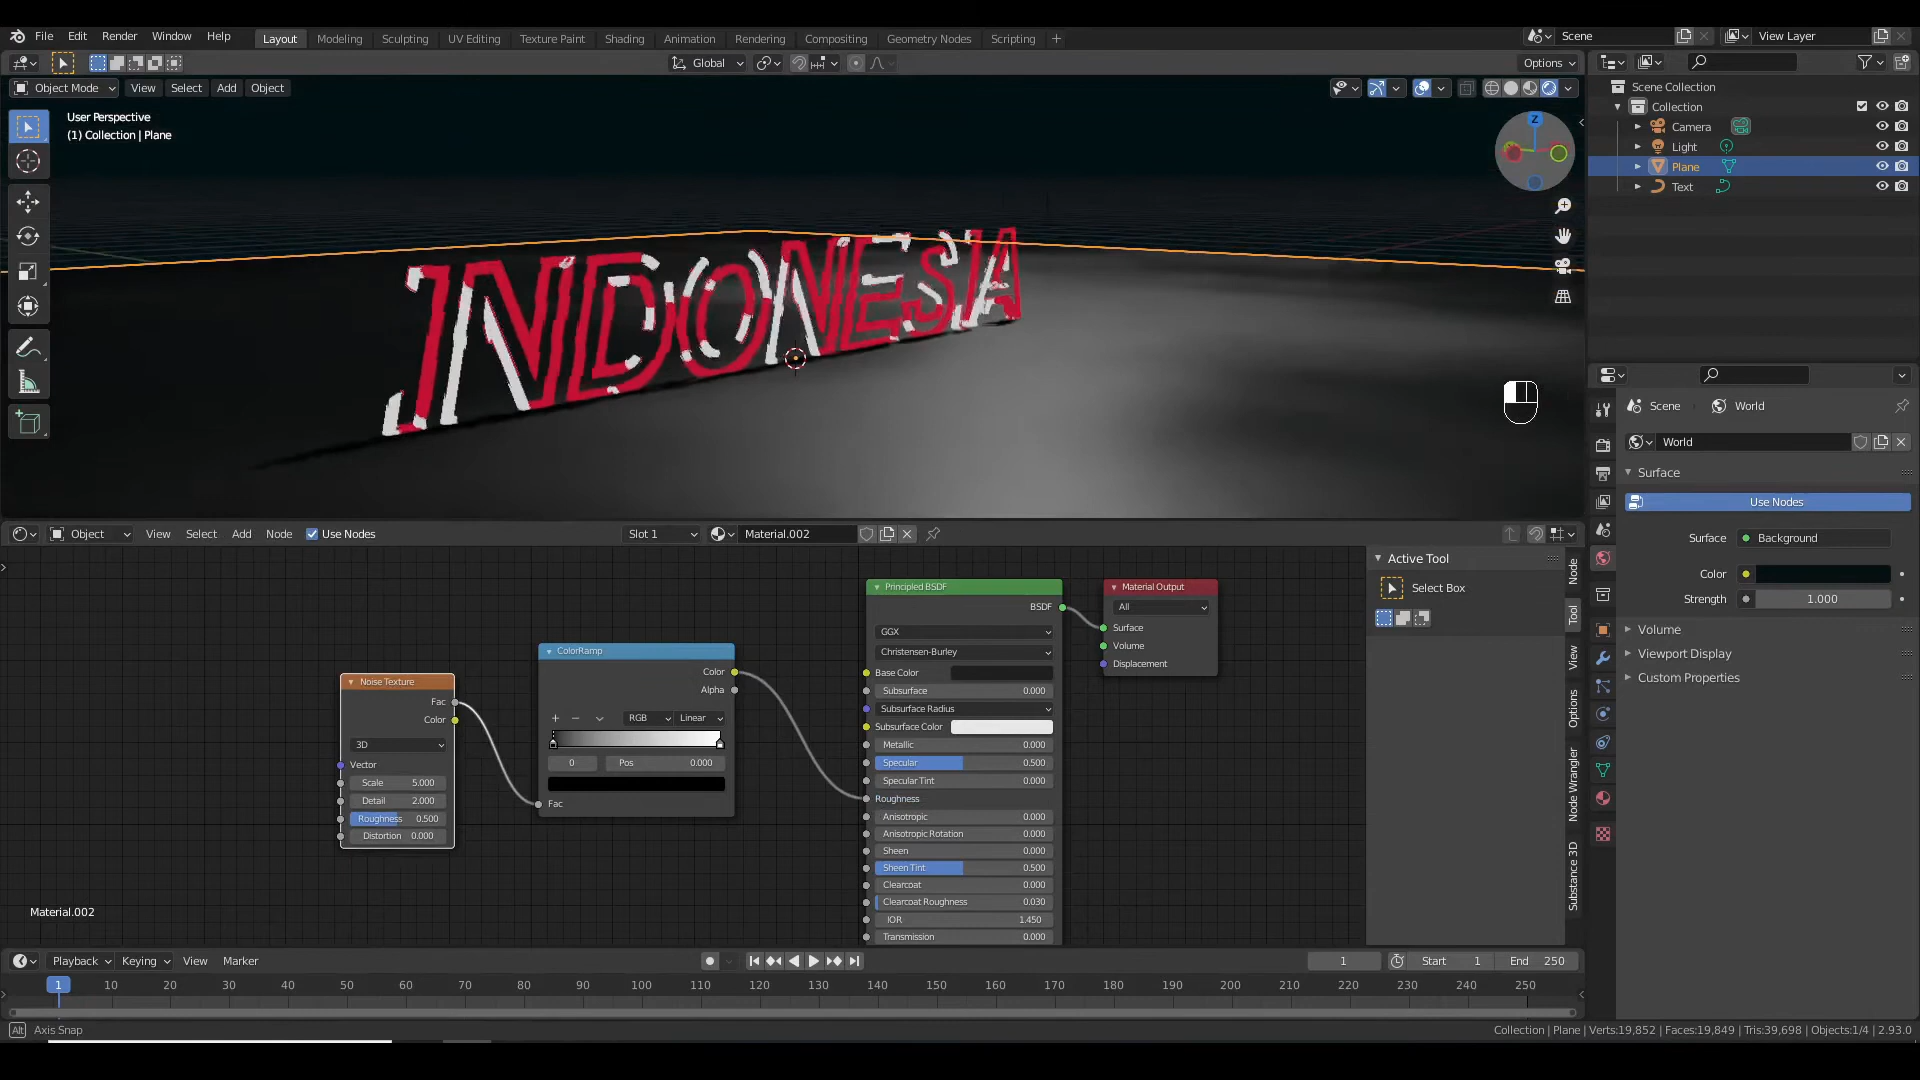 File Edit Render Window Help Layout Modeling Sculpting UV Editing Texture Paint Shading Animation Rendering Compositing Geometry Nodes Scripting + Scene View Layer
Global Options
Object Mode View Select Add Object
User Perspective
(1) Collection | Plane
Z
INDONESIA
Scene Collection
Collection
Camera
Light
Plane
Text
Scene World
World
Surface
Use Nodes
Surface Background
Color
Strength 1.000
Volume
Viewport Display
Custom Properties
Object View Select Add Node Use Nodes Slot 1 Material.002
Noise Texture
Fac
Color
3D
Vector
Scale 5.000
Detail 2.000
Roughness 0.500
Distortion 0.000
ColorRamp
Color
Alpha
RGB Linear
0 Pos 0.000
Fac
Principled BSDF
BSDF
GGX
Christensen-Burley
Base Color
Subsurface 0.000
Subsurface Radius
Subsurface Color
Metallic 0.000
Specular 0.500
Specular Tint 0.000
Roughness
Anisotropic 0.000
Anisotropic Rotation 0.000
Sheen 0.000
Sheen Tint 0.500
Clearcoat 0.000
Clearcoat Roughness 0.030
IOR 1.450
Transmission 0.000
Material Output
All
Surface
Volume
Displacement
Active Tool
Select Box
Node
Tool
View
Options
Node Wrangler
Substance 3D
Material.002
Playback Keying View Marker 1 Start 1 End 250
1 10 20 30 40 50 60 70 80 90 100 110 120 130 140 150 160 170 180 190 200 210 220 230 240 250
Alt Axis Snap Collection | Plane | Verts:19,852 | Faces:19,849 | Tris:39,698 | Objects:1/4 | 2.93.0